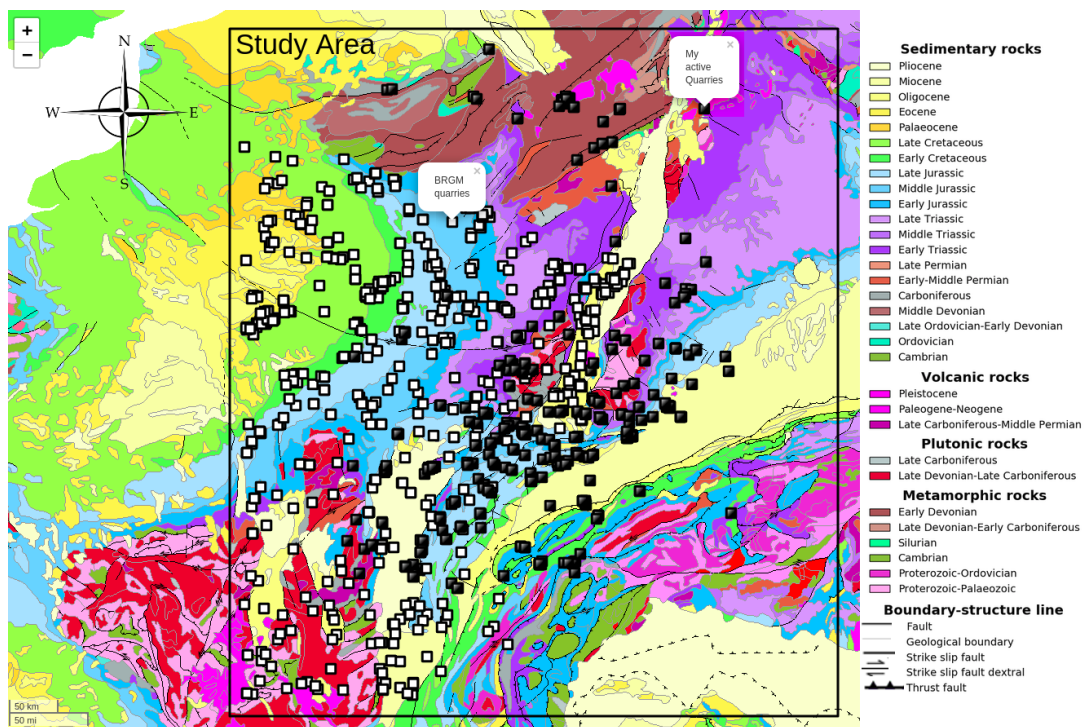 +
−
N
W
E
S
Study Area
My
active
Quarries
×
BRGM
quarries
×
50 km
50 mi
Sedimentary rocks
Pliocene
Miocene
Oligocene
Eocene
Palaeocene
Late Cretaceous
Early Cretaceous
Late Jurassic
Middle Jurassic
Early Jurassic
Late Triassic
Middle Triassic
Early Triassic
Late Permian
Early-Middle Permian
Carboniferous
Middle Devonian
Late Ordovician-Early Devonian
Ordovician
Cambrian
Volcanic rocks
Pleistocene
Paleogene-Neogene
Late Carboniferous-Middle Permian
Plutonic rocks
Late Carboniferous
Late Devonian-Late Carboniferous
Metamorphic rocks
Early Devonian
Late Devonian-Early Carboniferous
Silurian
Cambrian
Proterozoic-Ordovician
Proterozoic-Palaeozoic
Boundary-structure line
Fault
Geological boundary
Strike slip fault
Strike slip fault dextral
Thrust fault